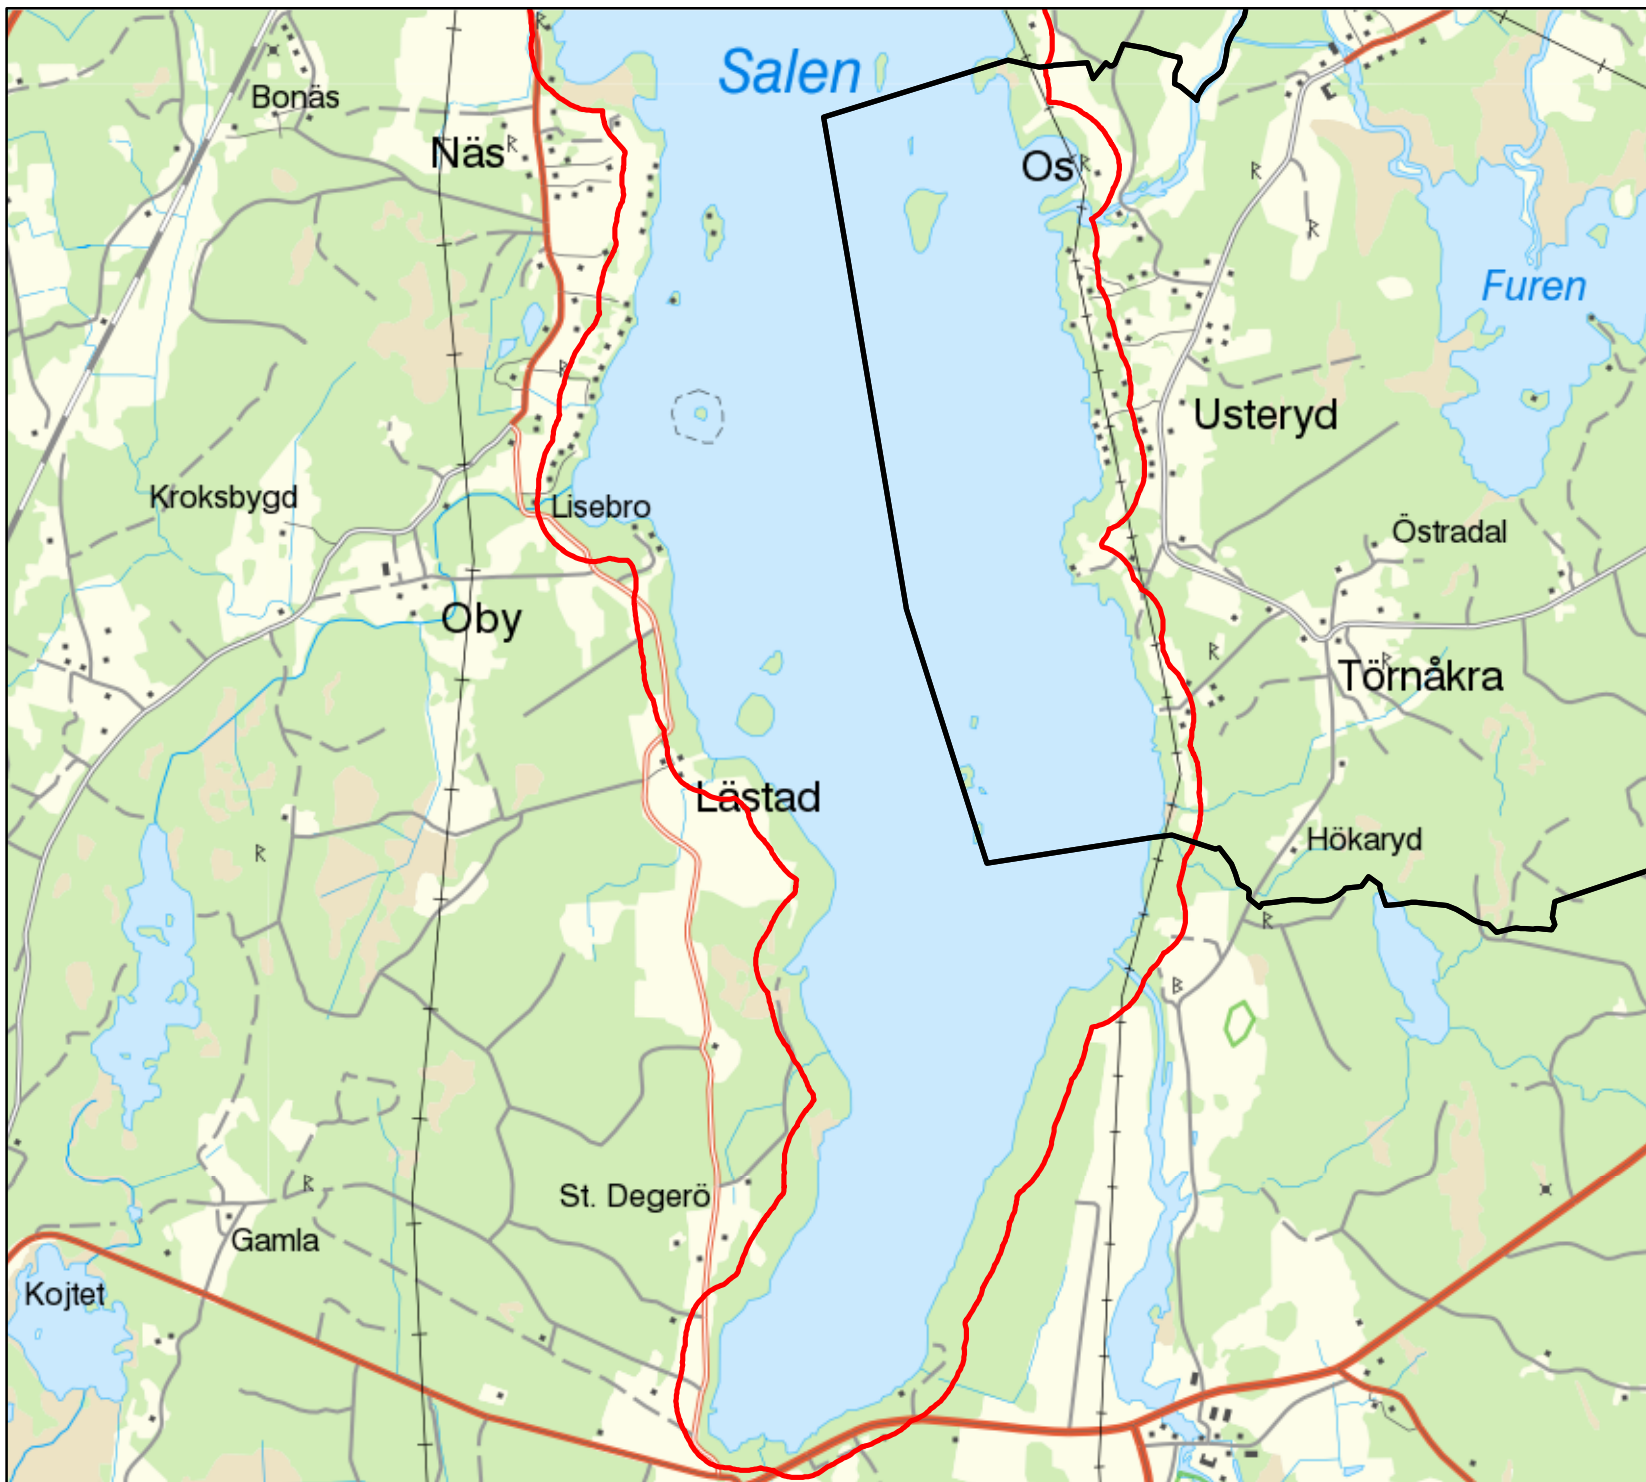 Salen
Bonäs
Näs
Os
Furen
Usteryd
Kroksbygd
Lisebro
Östradal
Oby
Törnåkra
Lästad
Hökaryd
St. Degerö
Gamla
Kojtet